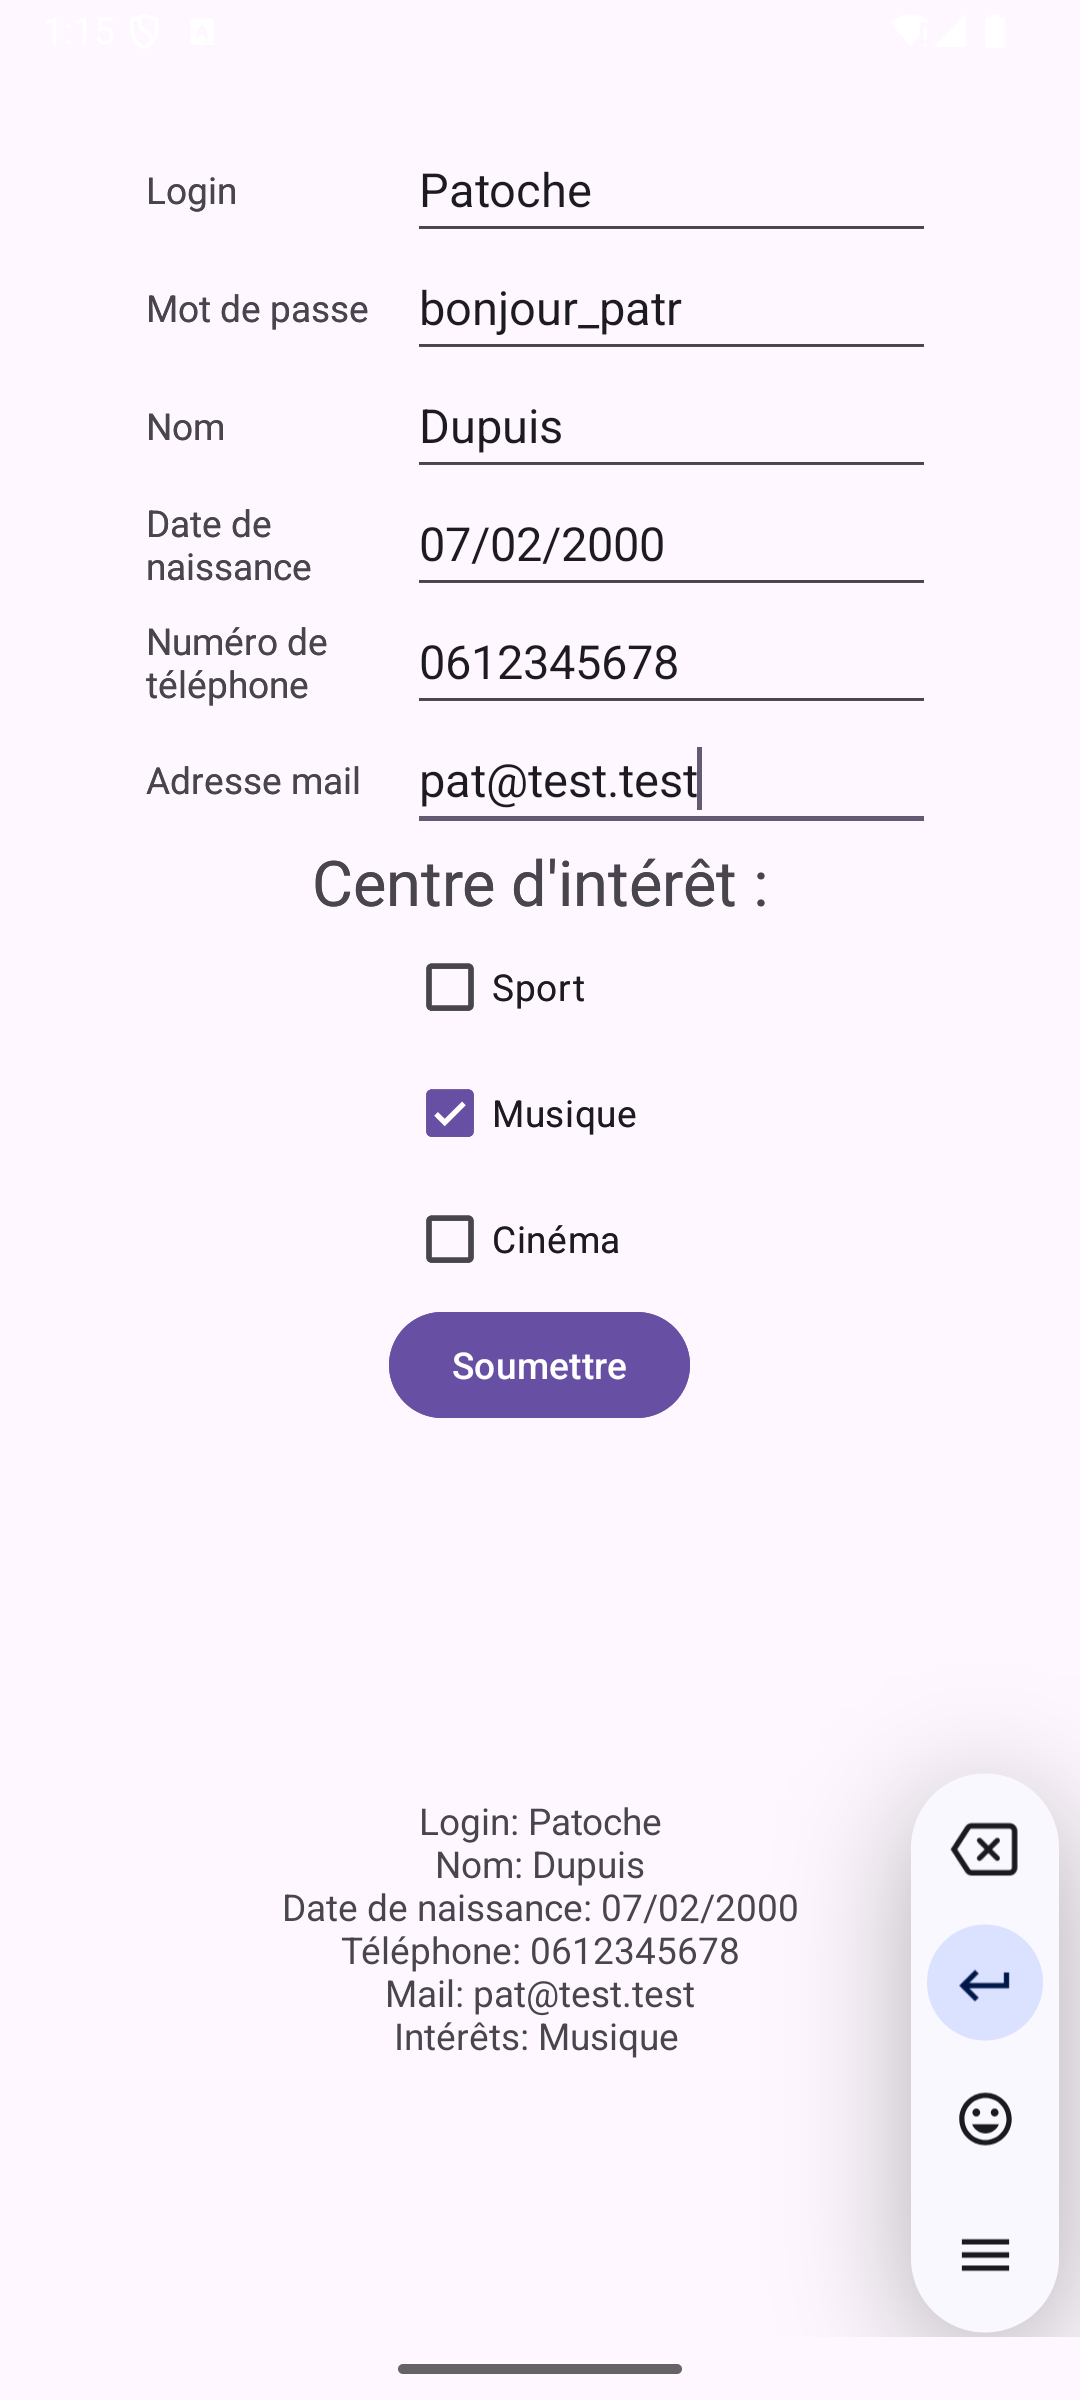 1:15
Login
Patoche
Mot de passe
bonjour_patr
Nom
Dupuis
Date de
naissance
07/02/2000
Numéro de
téléphone
0612345678
Adresse mail
pat@test.test
Centre d'intérêt :
Sport
Musique
Cinéma
Soumettre
Login: Patoche
Nom: Dupuis
Date de naissance: 07/02/2000
Téléphone: 0612345678
Mail: pat@test.test
Intérêts: Musique